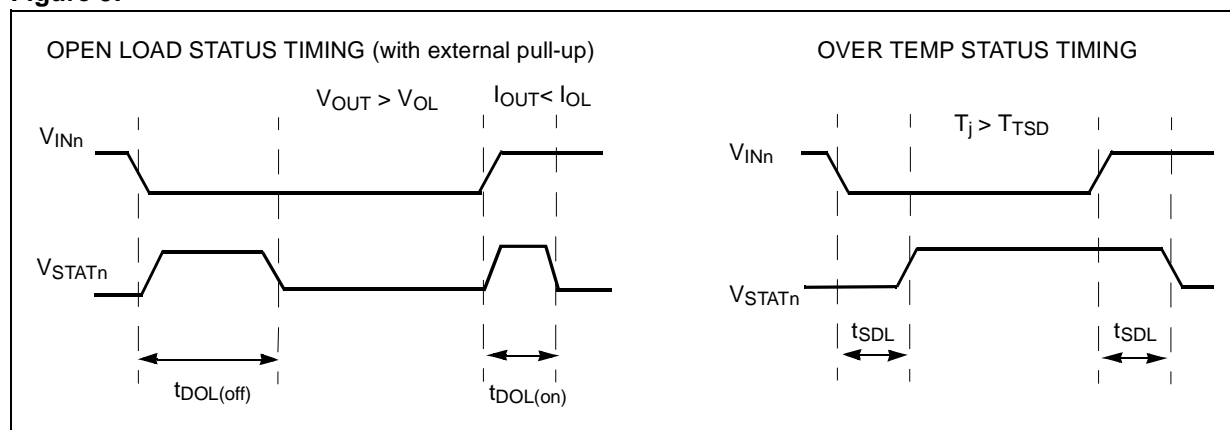 OPEN LOAD STATUS TIMING (with external pull-up)
VOUT > VOL
IOUT< IOL
VINn
VSTATn
tDOL(off)
tDOL(on)
OVER TEMP STATUS TIMING
Tj > TTSD
VINn
VSTATn
tSDL
tSDL